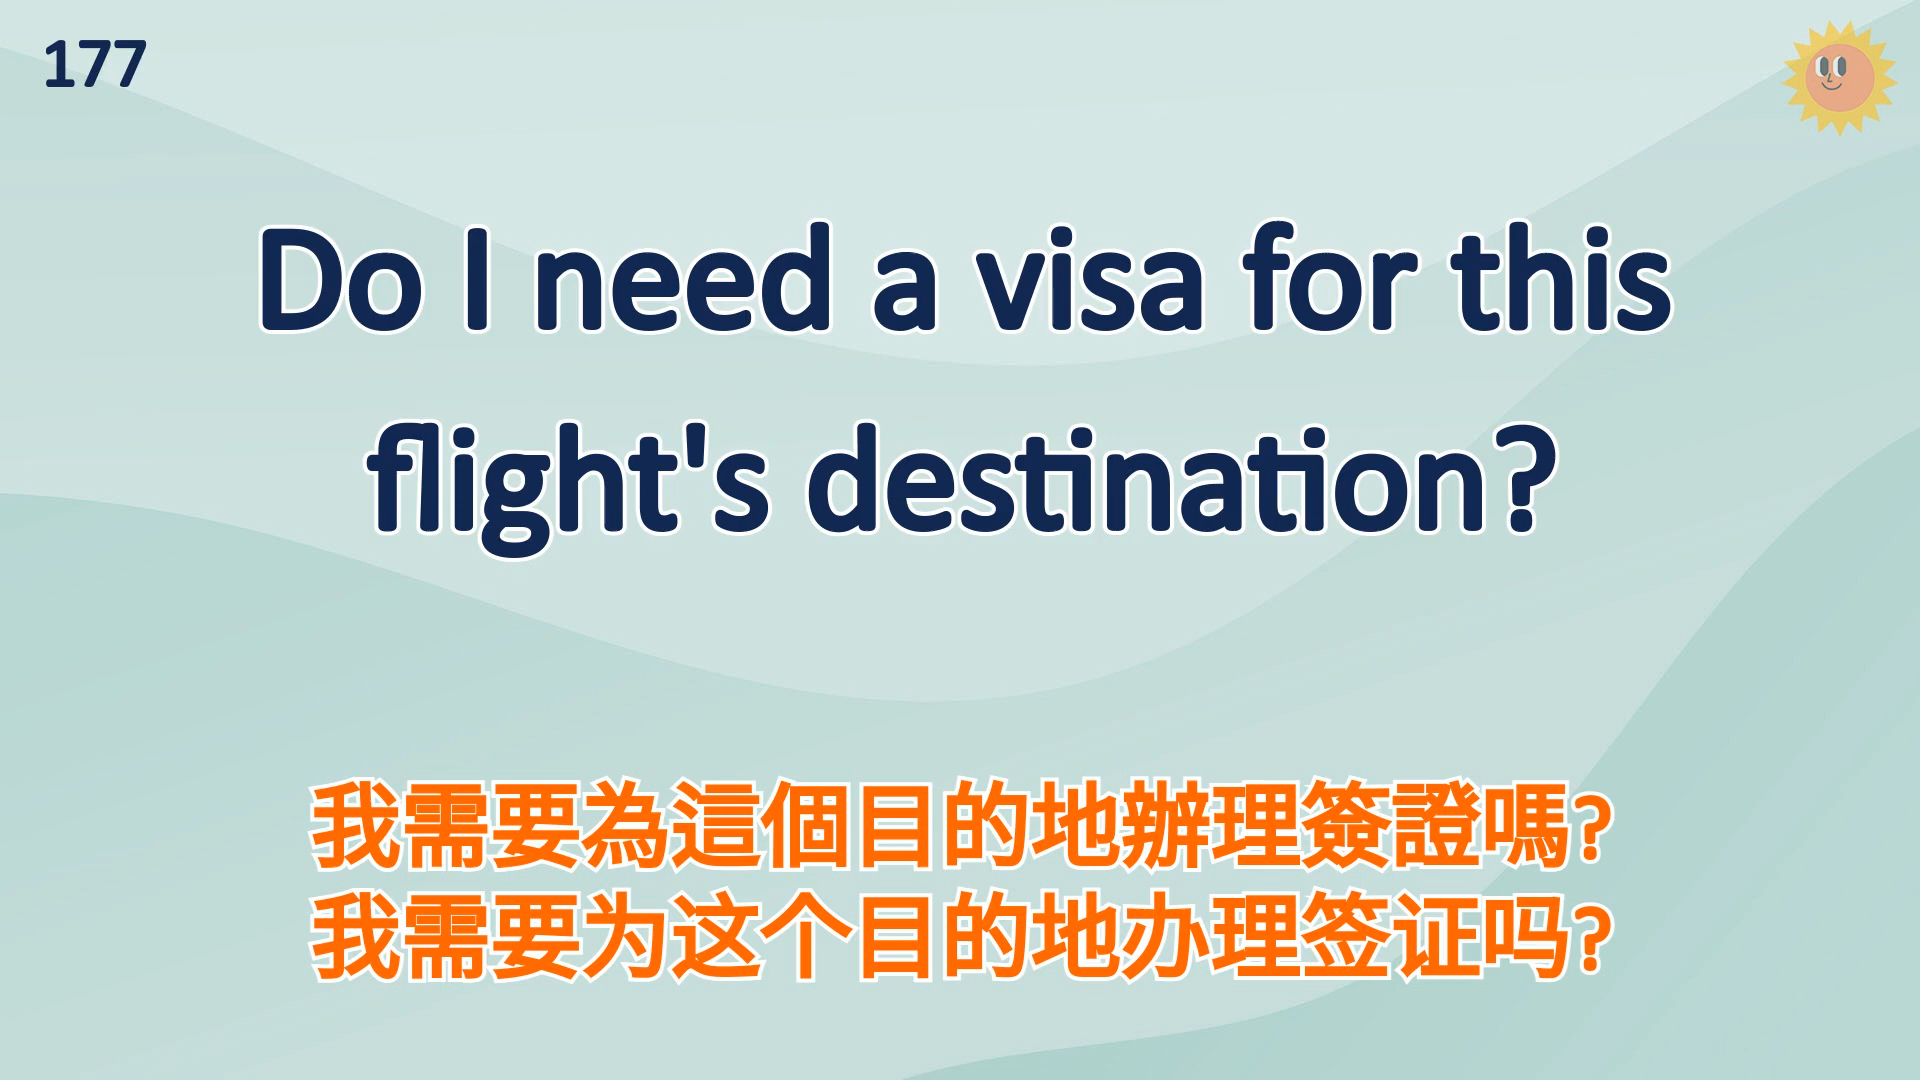 177
Do I need a visa for this
flight's destination?
我需要為這個目的地辦理簽證嗎?
我需要为这个目的地办理签证吗?